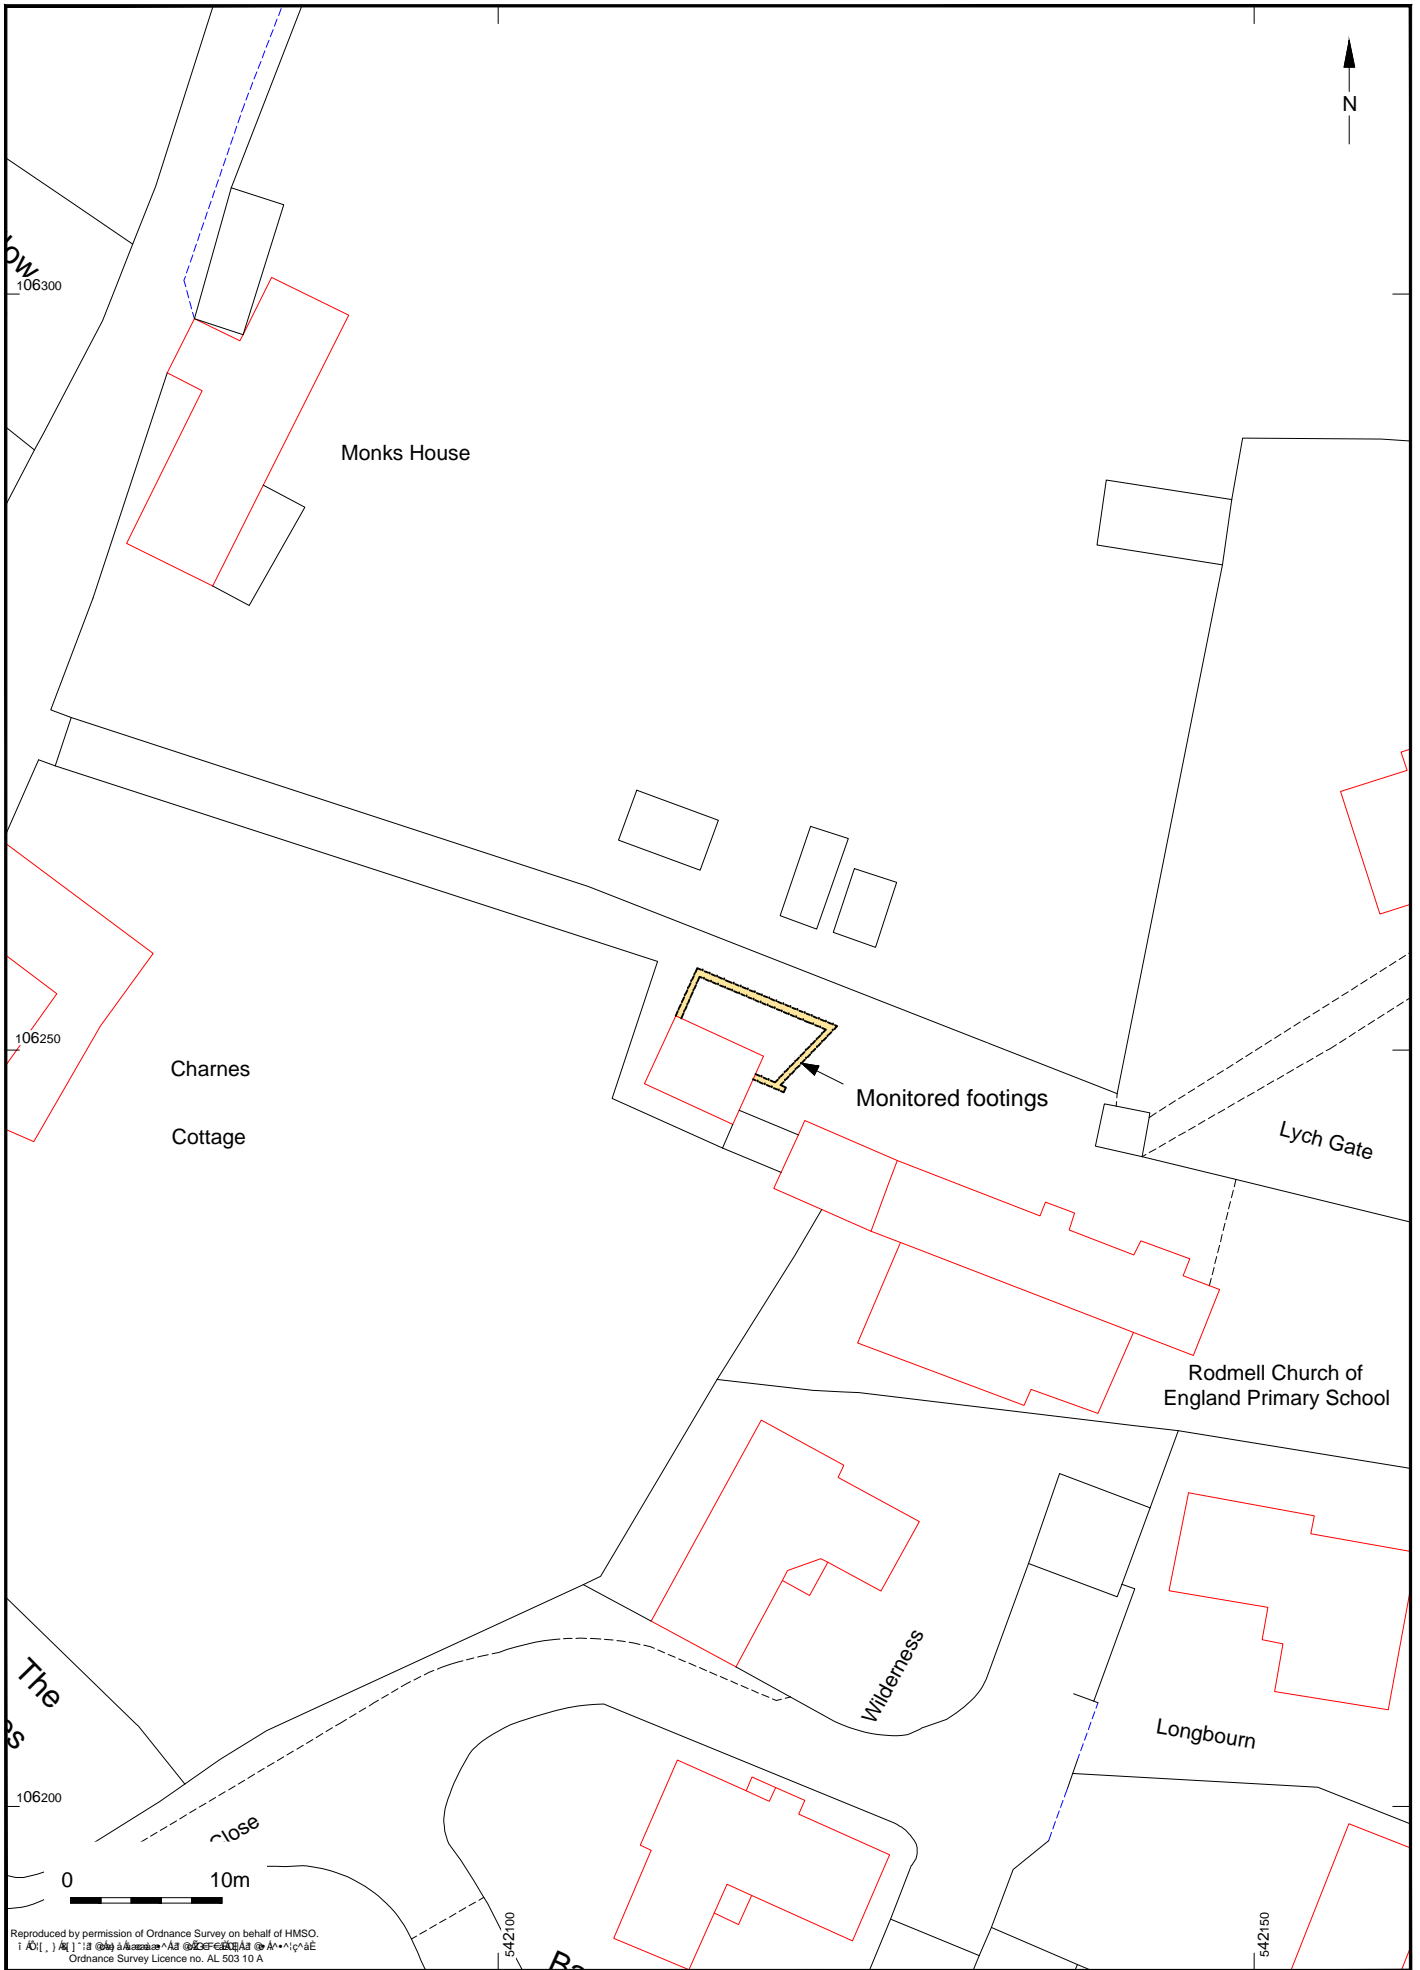 N
low
106300
Monks House
106250
Charnes
Cottage
Monitored footings
Lych Gate
Rodmell Church of
England Primary School
Wilderness
The
es
Longbourn
106200
Close
0 10m
542100
542150
Reproduced by permission of Ordnance Survey on behalf of HMSO.
Ordnance Survey Licence no. AL 503 10 A